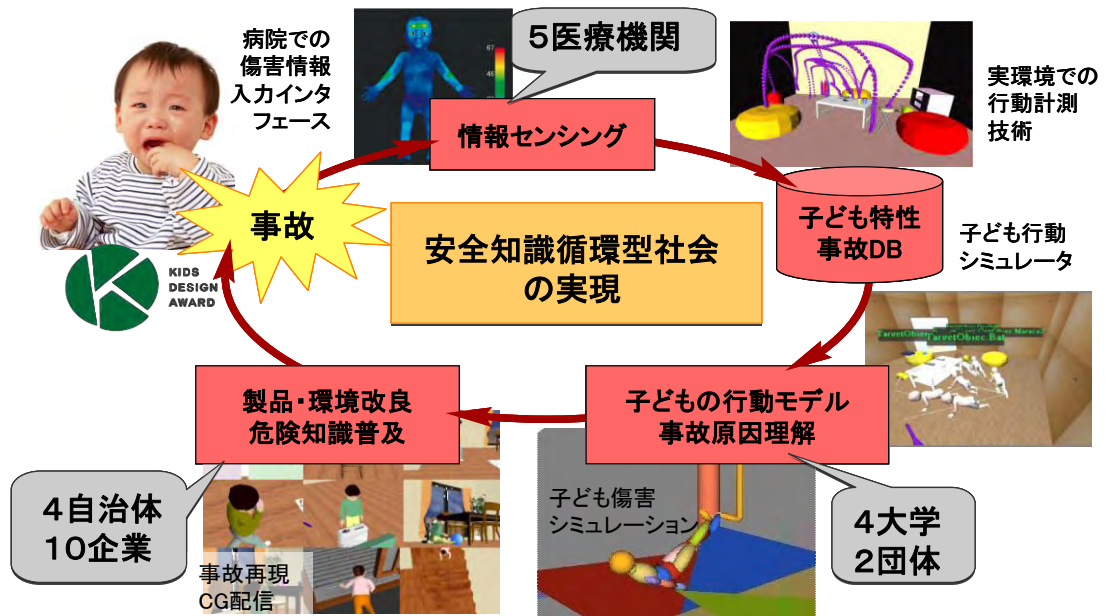 病院での
傷害情報
入力インタ
フェース
67
46
5医療機関
情報センシング
実環境での
行動計測
技術
事故
KIDS
DESIGN
AWARD
安全知識循環型社会
の実現
子ども特性
事故DB
子ども行動
シミュレータ
TargetObiec Bat
製品・環境改良
危険知識普及
子どもの行動モデル
事故原因理解
4自治体
10企業
事故再現
CG配信
子ども傷害
シミュレーション
4大学
2団体